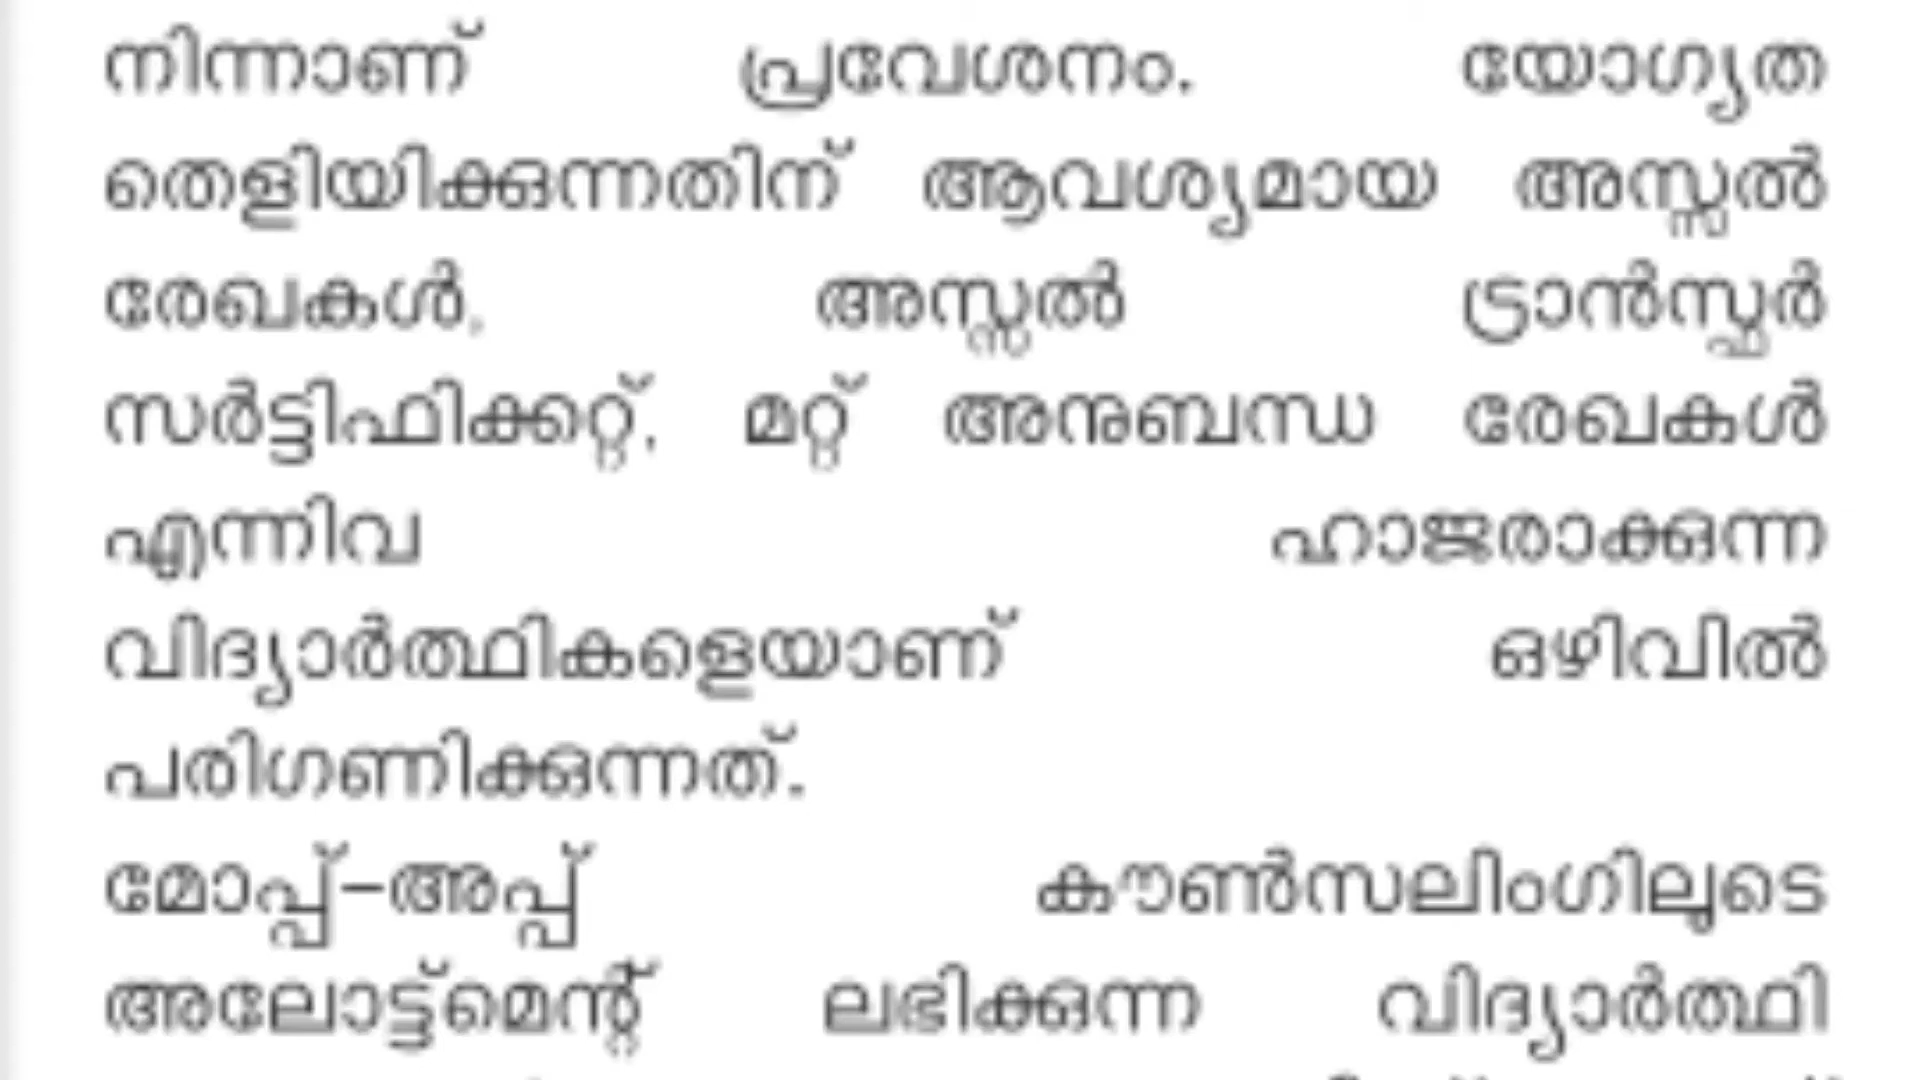 നിന്നാണ് പ്രവേശനം. യോഗ്യത
തെളിയിക്കുന്നതിന് ആവശ്യമായ അസ്സൽ
രേഖകൾ, അസ്സൽ ട്രാൻസ്ഫർ
സർട്ടിഫിക്കറ്റ്, മറ്റ് അനുബന്ധ രേഖകൾ
എന്നിവ ഹാജരാക്കുന്ന
വിദ്യാർത്ഥികളെയാണ് ഒഴിവിൽ
പരിഗണിക്കുന്നത്.
മോപ്പ്-അപ്പ് കൗൺസലിംഗിലൂടെ
അലോട്ട്മെന്റ് ലഭിക്കുന്ന വിദ്യാർത്ഥി